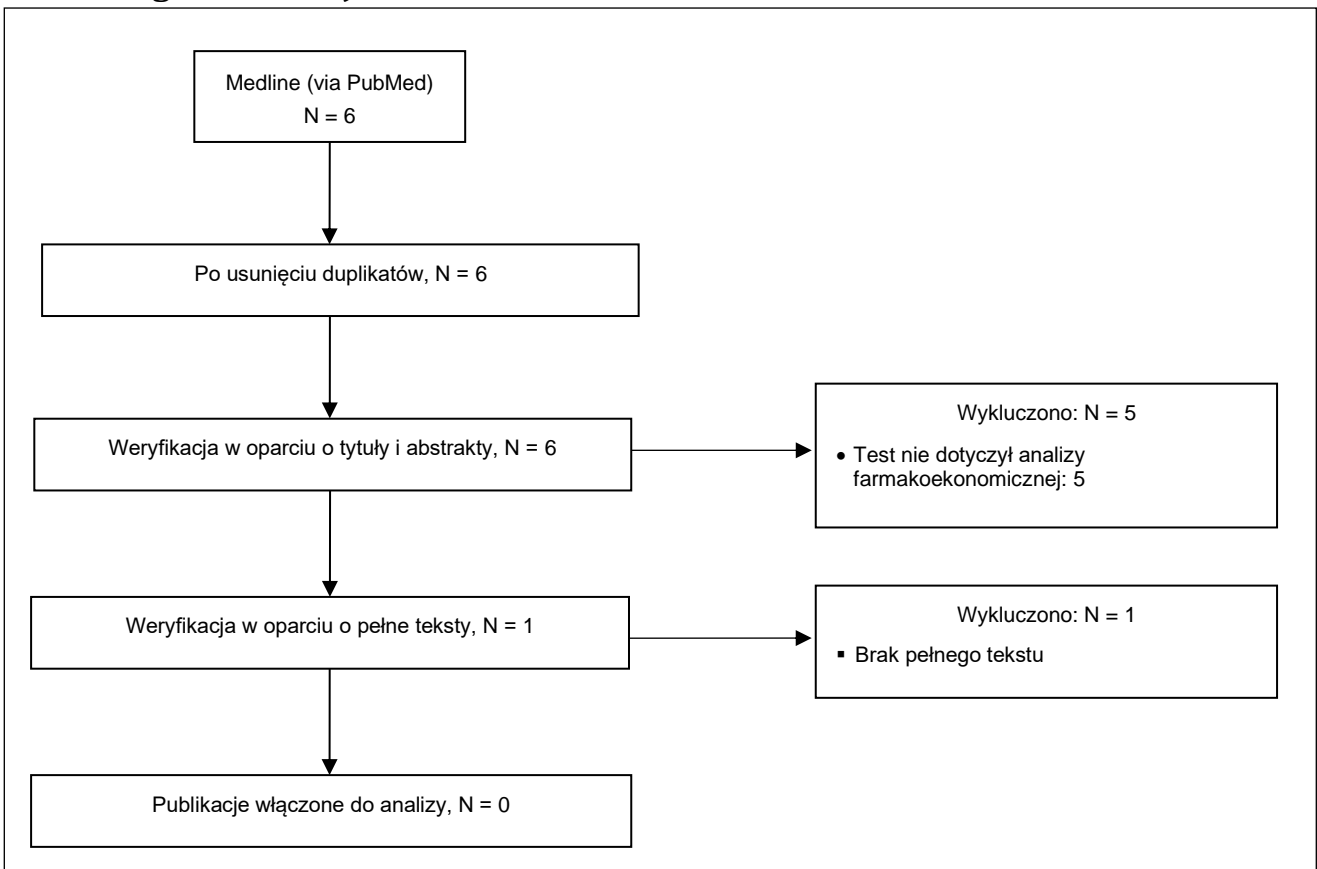 Medline (via PubMed)
N = 6
Po usunięciu duplikatów, N = 6
Weryfikacja w oparciu o tytuły i abstrakty, N = 6
Wykluczono: N = 5
• Test nie dotyczył analizy
farmakoekonomicznej: 5
Weryfikacja w oparciu o pełne teksty, N = 1
Wykluczono: N = 1
▪ Brak pełnego tekstu
Publikacje włączone do analizy, N = 0